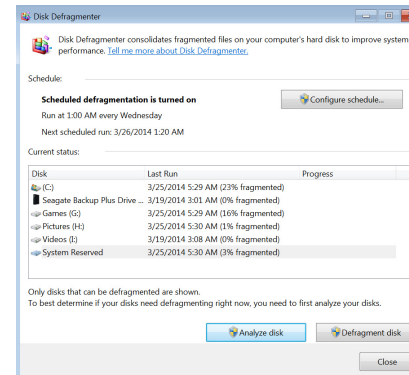 Disk Defragmenter
Disk Defragmenter consolidates fragmented files on your computer's hard disk to improve system
performance. Tell me more about Disk Defragmenter.
Schedule:
Scheduled defragmentation is turned on
Configure schedule...
Run at 1:00 AM every Wednesday
Next scheduled run: 3/26/2014 1:20 AM
Current status:
Disk Last Run Progress
(C:) 3/25/2014 5:29 AM (23% fragmented)
Seagate Backup Plus Drive ... 3/19/2014 3:01 AM (0% fragmented)
Games (G:) 3/25/2014 5:29 AM (16% fragmented)
Pictures (H:) 3/25/2014 5:30 AM (1% fragmented)
Videos (I:) 3/19/2014 3:08 AM (0% fragmented)
System Reserved 3/25/2014 5:30 AM (3% fragmented)
Only disks that can be defragmented are shown.
To best determine if your disks need defragmenting right now, you need to first analyze your disks.
Analyze disk Defragment disk
Close